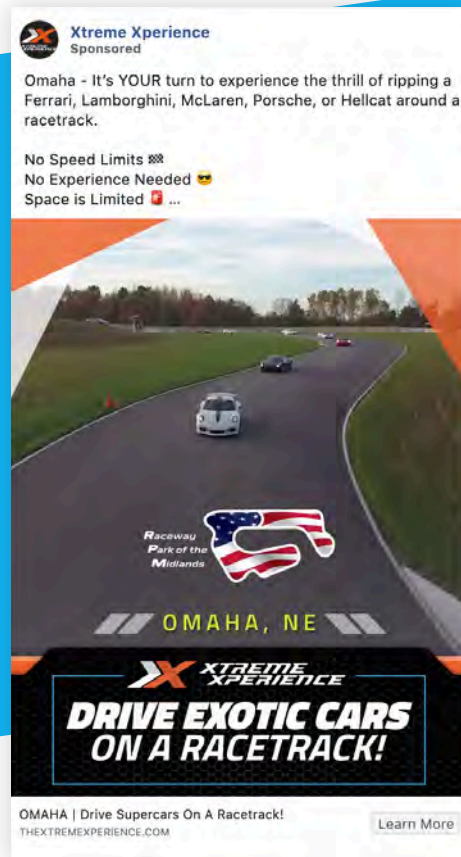 Xtreme Xperience
Sponsored
Omaha - It's YOUR turn to experience the thrill of ripping a
Ferrari, Lamborghini, McLaren, Porsche, or Hellcat around a
racetrack.
No Speed Limits 🏁
No Experience Needed 😎
Space is Limited 🚨 ...
Raceway
Park of the
Midlands
OMAHA, NE
XTREME
XPERIENCE
DRIVE EXOTIC CARS
ON A RACETRACK!
OMAHA | Drive Supercars On A Racetrack!
THEXTREMEXPERIENCE.COM
Learn More